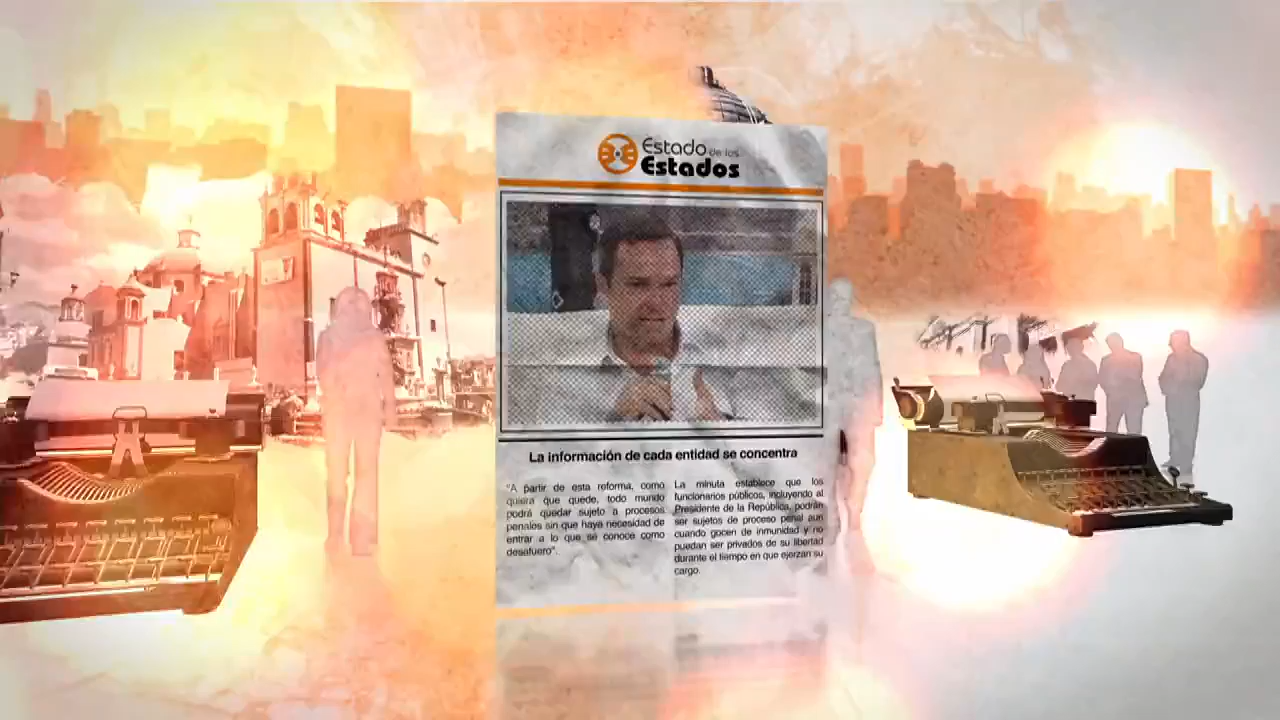 Estado de los
Estados
La información de cada entidad se concentra
"A partir de esta reforma, como
quiera que quede, todo mundo
podrá quedar sujeto a procesos
penales sin que haya necesidad de
entrar a lo que se conoce como
desafuero".
La minuta establece que los
funcionarios públicos, incluyendo al
Presidente de la República, podrán
ser sujetos de proceso penal aun
cuando gocen de inmunidad y no
puedan ser privados de su libertad
durante el tiempo en que ejerzan su
cargo.